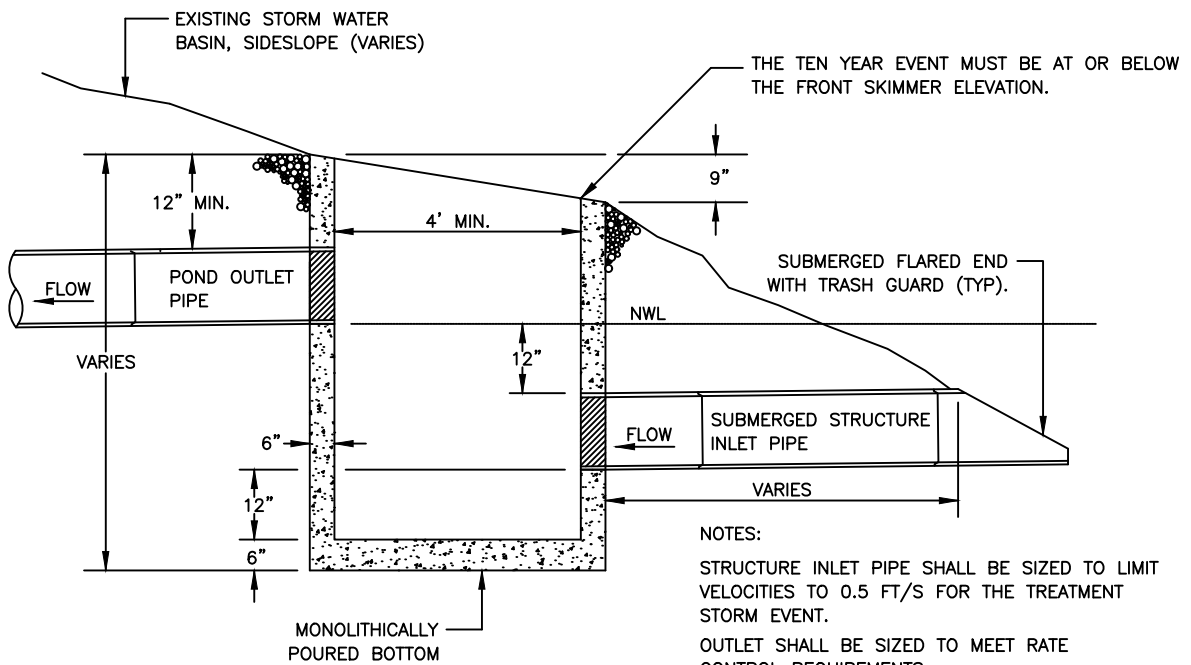 EXISTING STORM WATER
BASIN, SIDESLOPE (VARIES)
THE TEN YEAR EVENT MUST BE AT OR BELOW
THE FRONT SKIMMER ELEVATION.
9"
12" MIN.
4' MIN.
SUBMERGED FLARED END
WITH TRASH GUARD (TYP).
FLOW
POND OUTLET
PIPE
NWL
VARIES
12"
FLOW
SUBMERGED STRUCTURE
INLET PIPE
6"
VARIES
12"
6"
NOTES:
STRUCTURE INLET PIPE SHALL BE SIZED TO LIMIT
VELOCITIES TO 0.5 FT/S FOR THE TREATMENT
STORM EVENT.
MONOLITHICALLY
POURED BOTTOM
OUTLET SHALL BE SIZED TO MEET RATE
CONTROL REQUIREMENTS